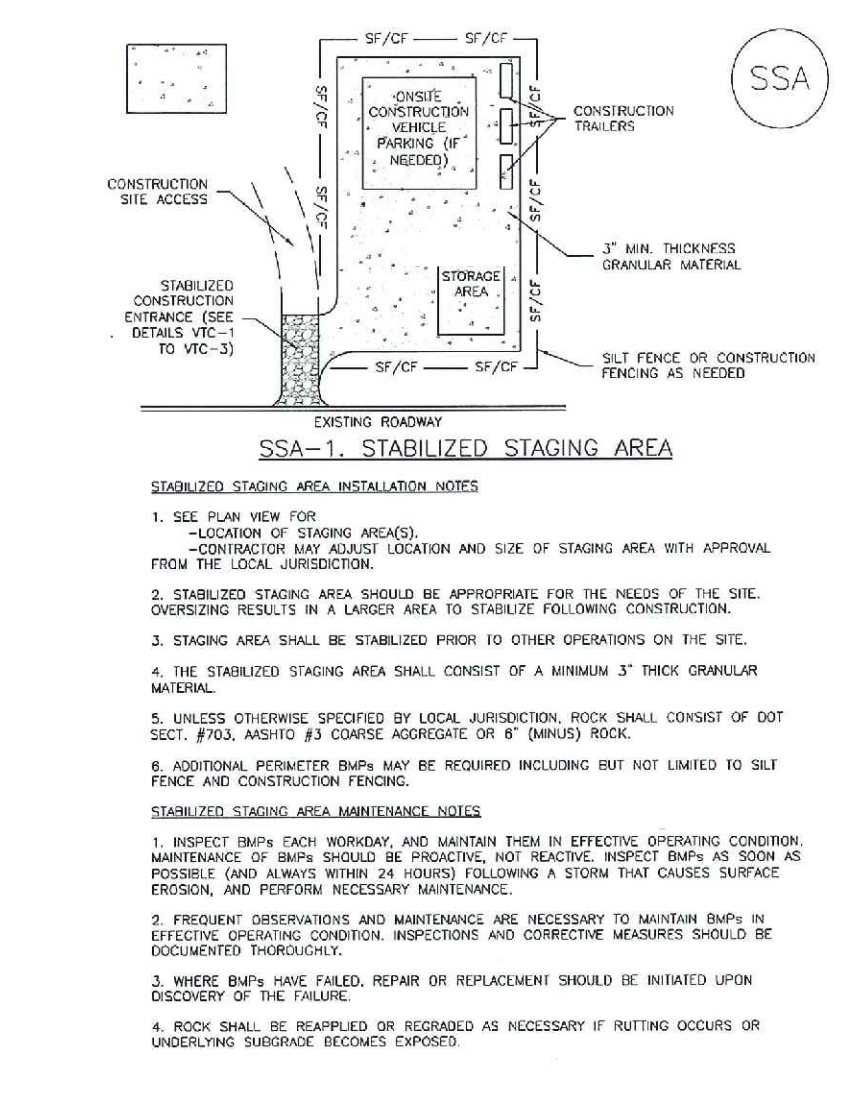 SF/CF SF/CF
SSA
SF/CF
SF/CF
ONSITE
CONSTRUCTION
VEHICLE
PARKING (IF
NEEDED)
CONSTRUCTION
TRAILERS
CONSTRUCTION
SITE ACCESS
SF/CF
SF/CF
3" MIN. THICKNESS
GRANULAR MATERIAL
STORAGE
AREA
SF/CF
STABILIZED
CONSTRUCTION
ENTRANCE (SEE
DETAILS VTC-1
TO VTC-3)
SILT FENCE OR CONSTRUCTION
FENCING AS NEEDED
SF/CF SF/CF
EXISTING ROADWAY
SSA-1. STABILIZED STAGING AREA
STABILIZED STAGING AREA INSTALLATION NOTES
1. SEE PLAN VIEW FOR
-LOCATION OF STAGING AREA(S).
-CONTRACTOR MAY ADJUST LOCATION AND SIZE OF STAGING AREA WITH APPROVAL
FROM THE LOCAL JURISDICTION.
2. STABILIZED STAGING AREA SHOULD BE APPROPRIATE FOR THE NEEDS OF THE SITE.
OVERSIZING RESULTS IN A LARGER AREA TO STABILIZE FOLLOWING CONSTRUCTION.
3. STAGING AREA SHALL BE STABILIZED PRIOR TO OTHER OPERATIONS ON THE SITE.
4. THE STABILIZED STAGING AREA SHALL CONSIST OF A MINIMUM 3" THICK GRANULAR
MATERIAL.
5. UNLESS OTHERWISE SPECIFIED BY LOCAL JURISDICTION, ROCK SHALL CONSIST OF DOT
SECT. #703, AASHTO #3 COARSE AGGREGATE OR 6" (MINUS) ROCK.
6. ADDITIONAL PERIMETER BMPs MAY BE REQUIRED INCLUDING BUT NOT LIMITED TO SILT
FENCE AND CONSTRUCTION FENCING.
STABILIZED STAGING AREA MAINTENANCE NOTES
1. INSPECT BMPs EACH WORKDAY, AND MAINTAIN THEM IN EFFECTIVE OPERATING CONDITION.
MAINTENANCE OF BMPs SHOULD BE PROACTIVE, NOT REACTIVE. INSPECT BMPs AS SOON AS
POSSIBLE (AND ALWAYS WITHIN 24 HOURS) FOLLOWING A STORM THAT CAUSES SURFACE
EROSION, AND PERFORM NECESSARY MAINTENANCE.
2. FREQUENT OBSERVATIONS AND MAINTENANCE ARE NECESSARY TO MAINTAIN BMPs IN
EFFECTIVE OPERATING CONDITION. INSPECTIONS AND CORRECTIVE MEASURES SHOULD BE
DOCUMENTED THOROUGHLY.
3. WHERE BMPs HAVE FAILED, REPAIR OR REPLACEMENT SHOULD BE INITIATED UPON
DISCOVERY OF THE FAILURE.
4. ROCK SHALL BE REAPPLIED OR REGRADED AS NECESSARY IF RUTTING OCCURS OR
UNDERLYING SUBGRADE BECOMES EXPOSED.